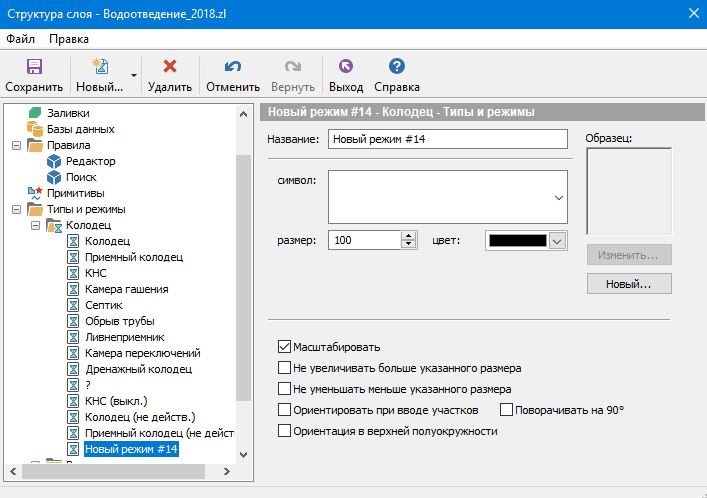 Структура слоя - Водоотведение_2018.zl
Файл Правка
Сохранить Новый... Удалить Отменить Вернуть Выход Справка
Заливки
Базы данных
Правила
Редактор
Поиск
Примитивы
Типы и режимы
Колодец
Колодец
Приемный колодец
КНС
Камера гашения
Септик
Обрыв трубы
Ливнеприемник
Камера переключений
Дренажный колодец
?
КНС (выкл.)
Колодец (не действ.)
Приемный колодец (не дейст
Новый режим #14
Новый режим #14 - Колодец - Типы и режимы
Название: Новый режим #14
Образец:
символ:
размер: 100 цвет:
Изменить...
Новый...
Масштабировать
Не увеличивать больше указанного размера
Не уменьшать меньше указанного размера
Ориентировать при вводе участков Поворачивать на 90°
Ориентация в верхней полуокружности